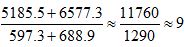 (5185.5 + 6577.3) / (597.3 + 688.9) ≈ 11760 / 1290 ≈ 9